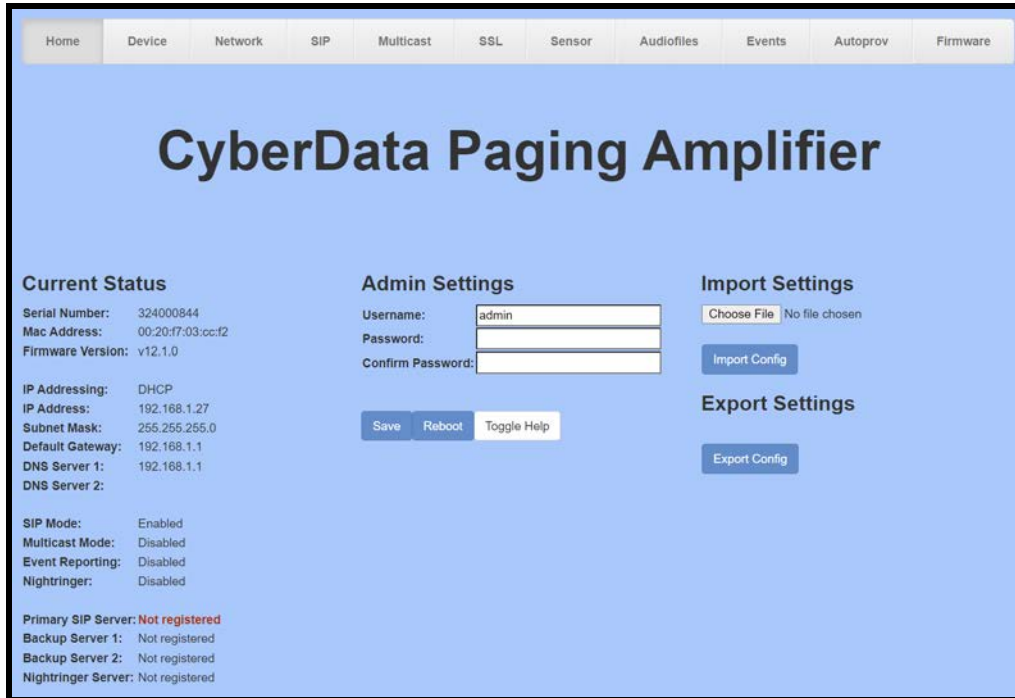 Home Device Network SIP Multicast SSL Sensor Audiofiles Events Autoprov Firmware
CyberData Paging Amplifier
Current Status
Serial Number: 324000844
Mac Address: 00:20:f7:03:cc:f2
Firmware Version: v12.1.0
IP Addressing: DHCP
IP Address: 192.168.1.27
Subnet Mask: 255.255.255.0
Default Gateway: 192.168.1.1
DNS Server 1: 192.168.1.1
DNS Server 2:
SIP Mode: Enabled
Multicast Mode: Disabled
Event Reporting: Disabled
Nightringer: Disabled
Primary SIP Server: Not registered
Backup Server 1: Not registered
Backup Server 2: Not registered
Nightringer Server: Not registered
Admin Settings
Username: admin
Password:
Confirm Password:
Save Reboot Toggle Help
Import Settings
Choose File No file chosen
Import Config
Export Settings
Export Config